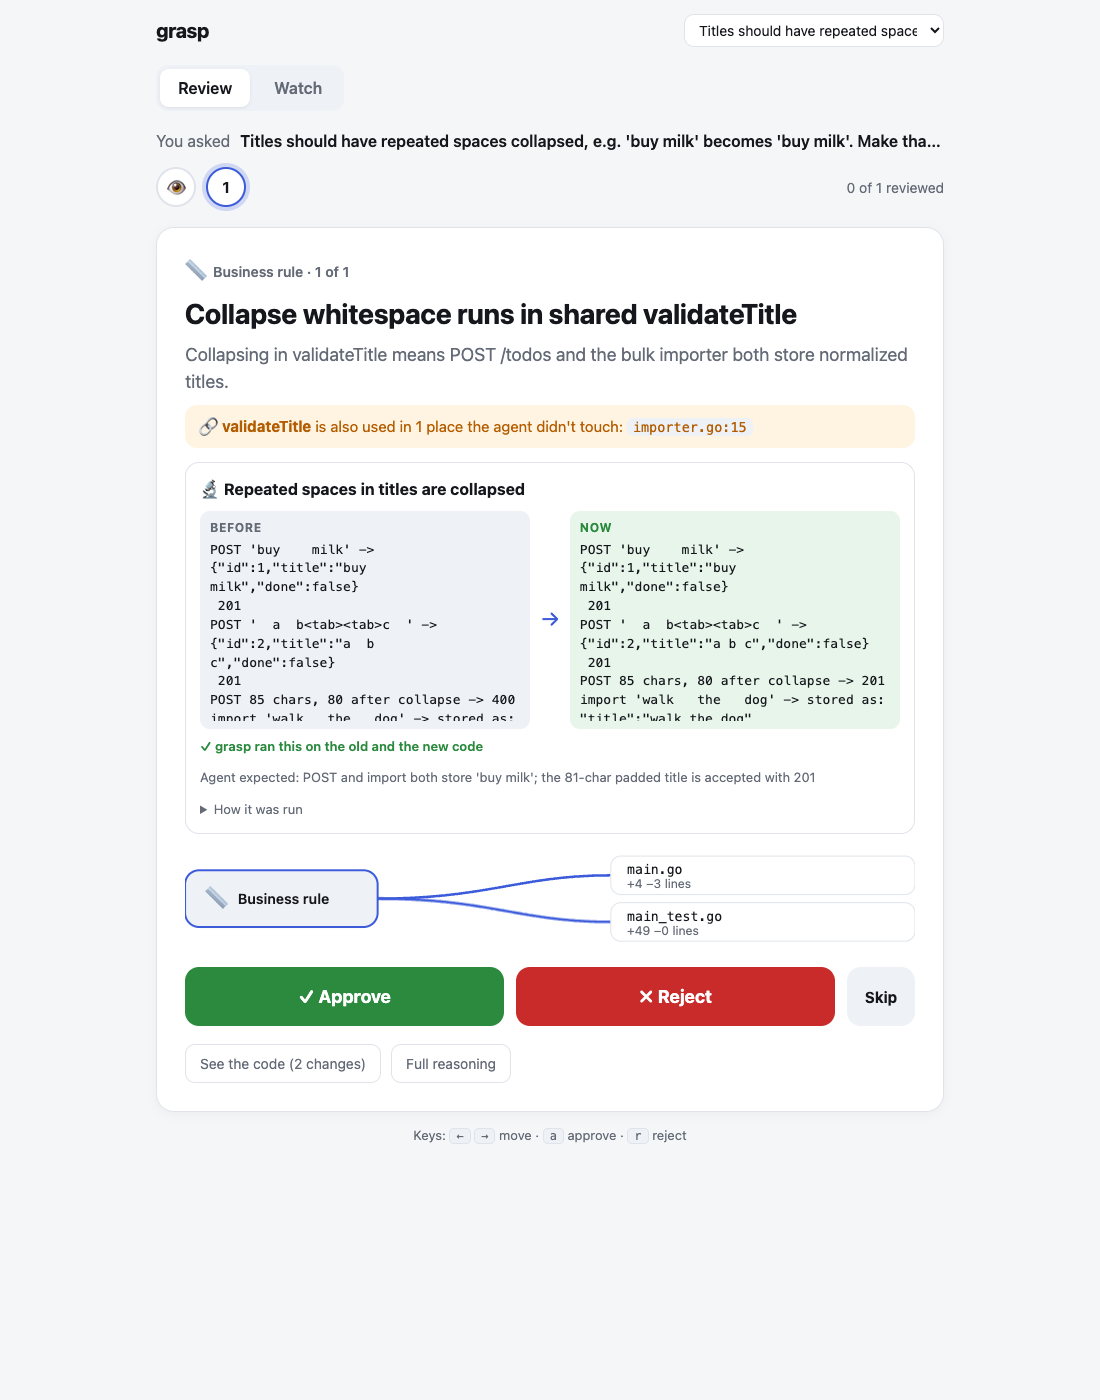 grasp
Titles should have repeated space
Review
Watch
You asked Titles should have repeated spaces collapsed, e.g. 'buy milk' becomes 'buy milk'. Make tha...
1
0 of 1 reviewed
Business rule · 1 of 1
Collapse whitespace runs in shared validateTitle
Collapsing in validateTitle means POST /todos and the bulk importer both store normalized
titles.
validateTitle is also used in 1 place the agent didn't touch: importer.go:15
Repeated spaces in titles are collapsed
BEFORE
POST 'buy    milk' —>
{"id":1,"title":"buy
milk","done":false}
 201
POST '  a  b<tab><tab>c  ' —>
{"id":2,"title":"a  b
c","done":false}
 201
POST 85 chars, 80 after collapse —> 400
import 'walk   the   dog' —> stored as:
→
NOW
POST 'buy    milk' —>
{"id":1,"title":"buy
milk","done":false}
 201
POST '  a  b<tab><tab>c  ' —>
{"id":2,"title":"a b c","done":false}
 201
POST 85 chars, 80 after collapse —> 201
import 'walk   the   dog' —> stored as:
"title":"walk the dog"
✓ grasp ran this on the old and the new code
Agent expected: POST and import both store 'buy milk'; the 81-char padded title is accepted with 201
▶ How it was run
Business rule
main.go
+4 −3 lines
main_test.go
+49 −0 lines
✓ Approve
✕ Reject
Skip
See the code (2 changes)
Full reasoning
Keys: ← → move · a approve · r reject